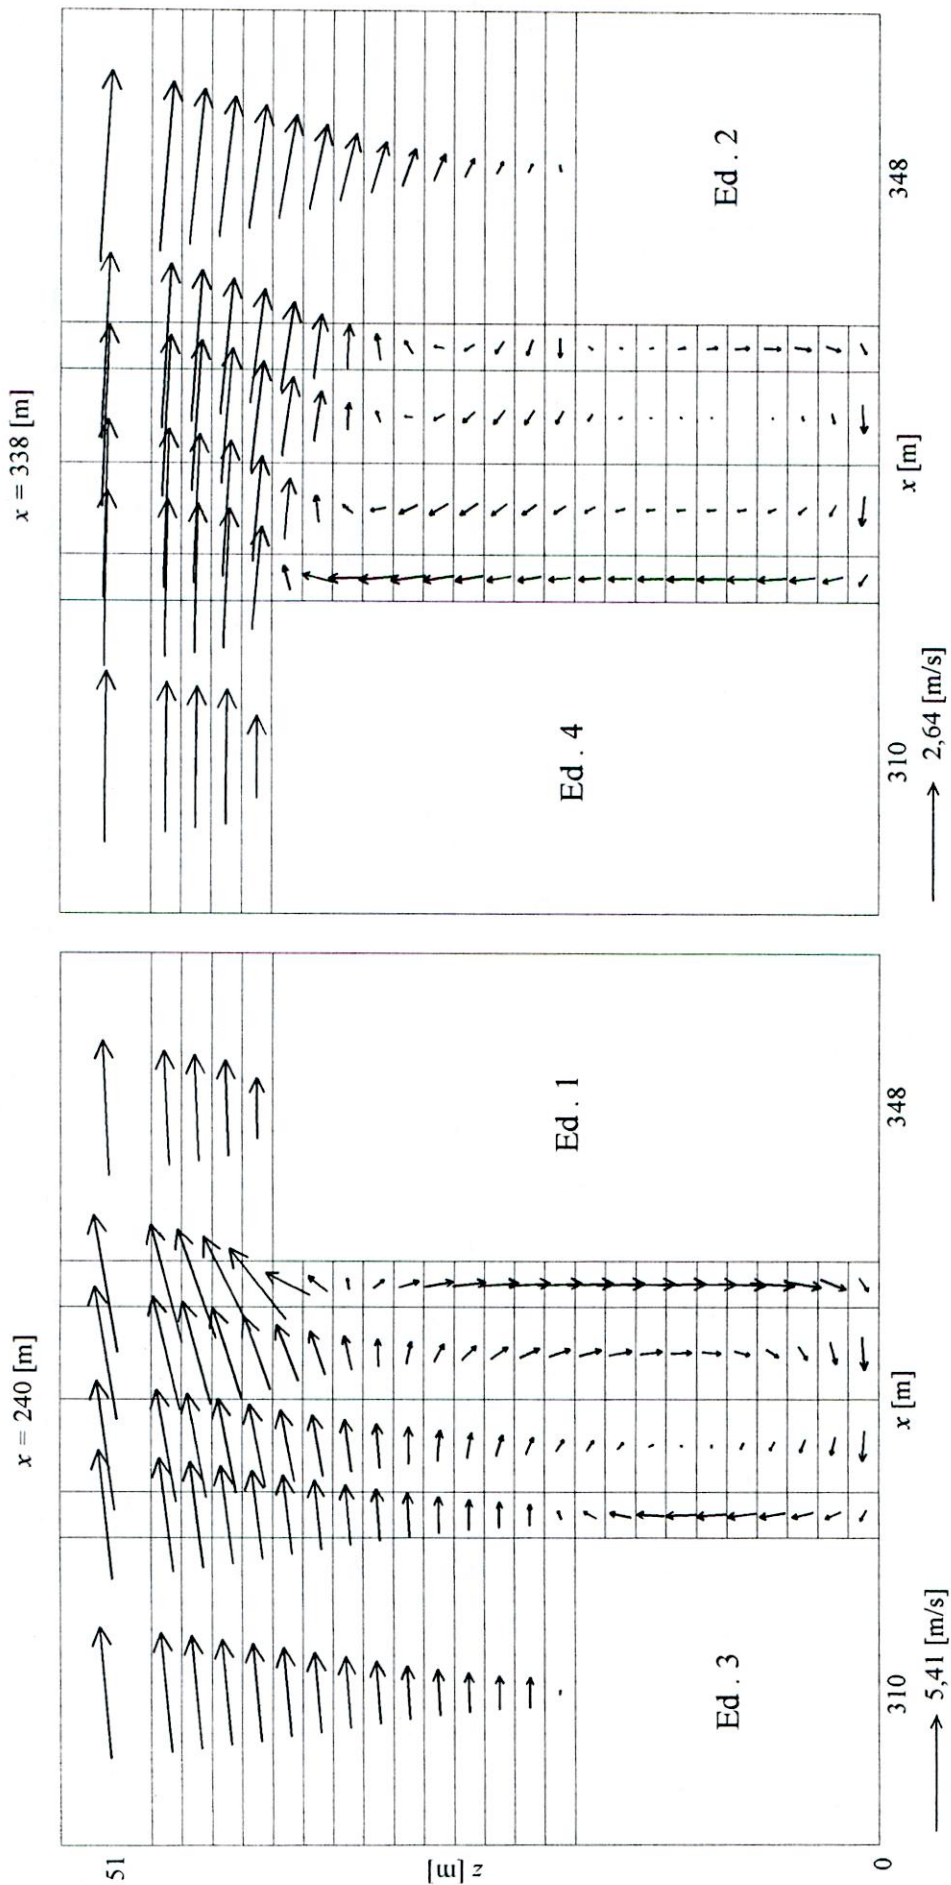 x = 240 [m]
x = 338 [m]
51
z [m]
0
Ed . 3
Ed . 1
Ed . 4
Ed . 2
310
x [m]
348
310
x [m]
348
5,41 [m/s]
2,64 [m/s]